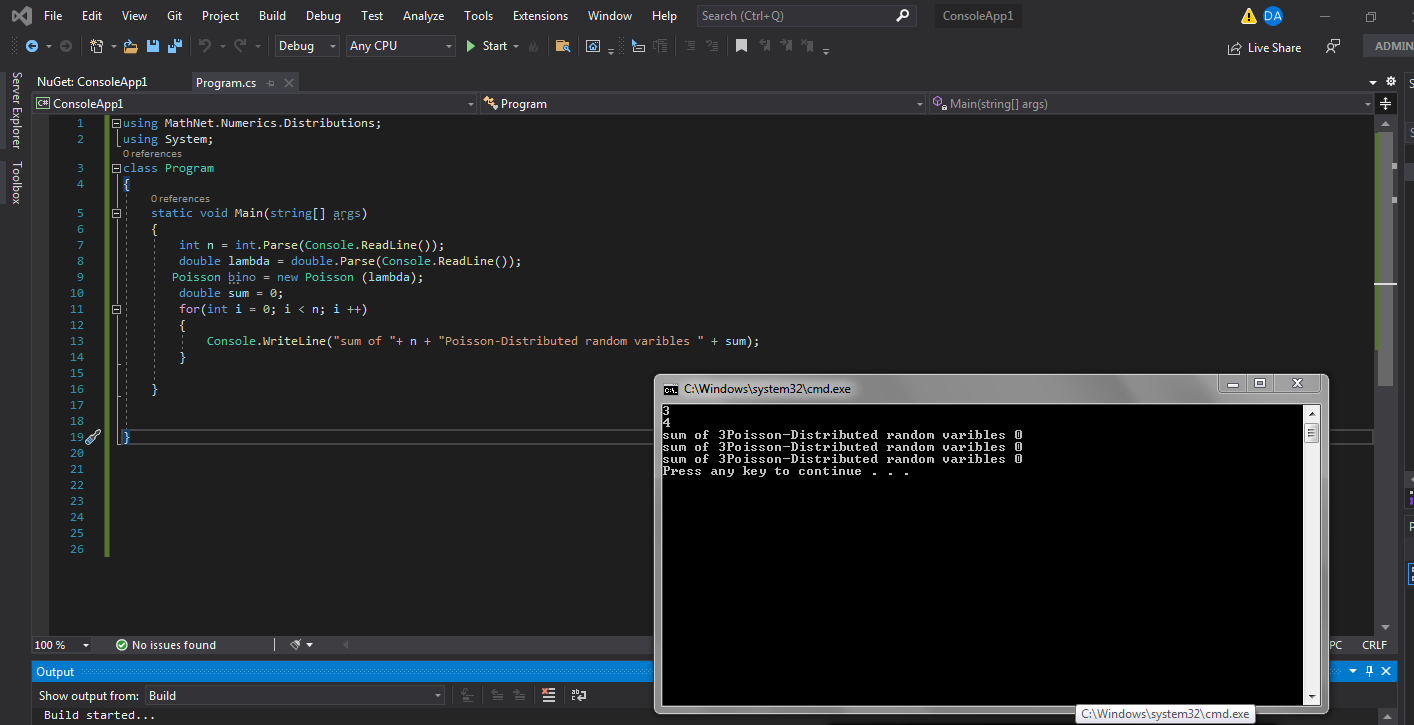 File Edit View Git Project Build Debug Test Analyze Tools Extensions Window Help Search (Ctrl+Q) ConsoleApp1 DA
Debug Any CPU Start Live Share ADMIN
Server Explorer
Toolbox
NuGet: ConsoleApp1 Program.cs
C# ConsoleApp1 Program Main(string[] args)
1 using MathNet.Numerics.Distributions;
2 using System;
0 references
3 class Program
4 {
0 references
5 static void Main(string[] args)
6 {
7 int n = int.Parse(Console.ReadLine());
8 double lambda = double.Parse(Console.ReadLine());
9 Poisson bino = new Poisson (lambda);
10 double sum = 0;
11 for(int i = 0; i < n; i ++)
12 {
13 Console.WriteLine("sum of "+ n + "Poisson-Distributed random varibles " + sum);
14 }
15
16 }
17
18
19 }
20
21
22
23
24
25
26
C:\Windows\system32\cmd.exe
3
4
sum of 3Poisson-Distributed random varibles 0
sum of 3Poisson-Distributed random varibles 0
sum of 3Poisson-Distributed random varibles 0
Press any key to continue . . .
100 % No issues found PC CRLF
Output
Show output from: Build
Build started...
C:\Windows\system32\cmd.exe